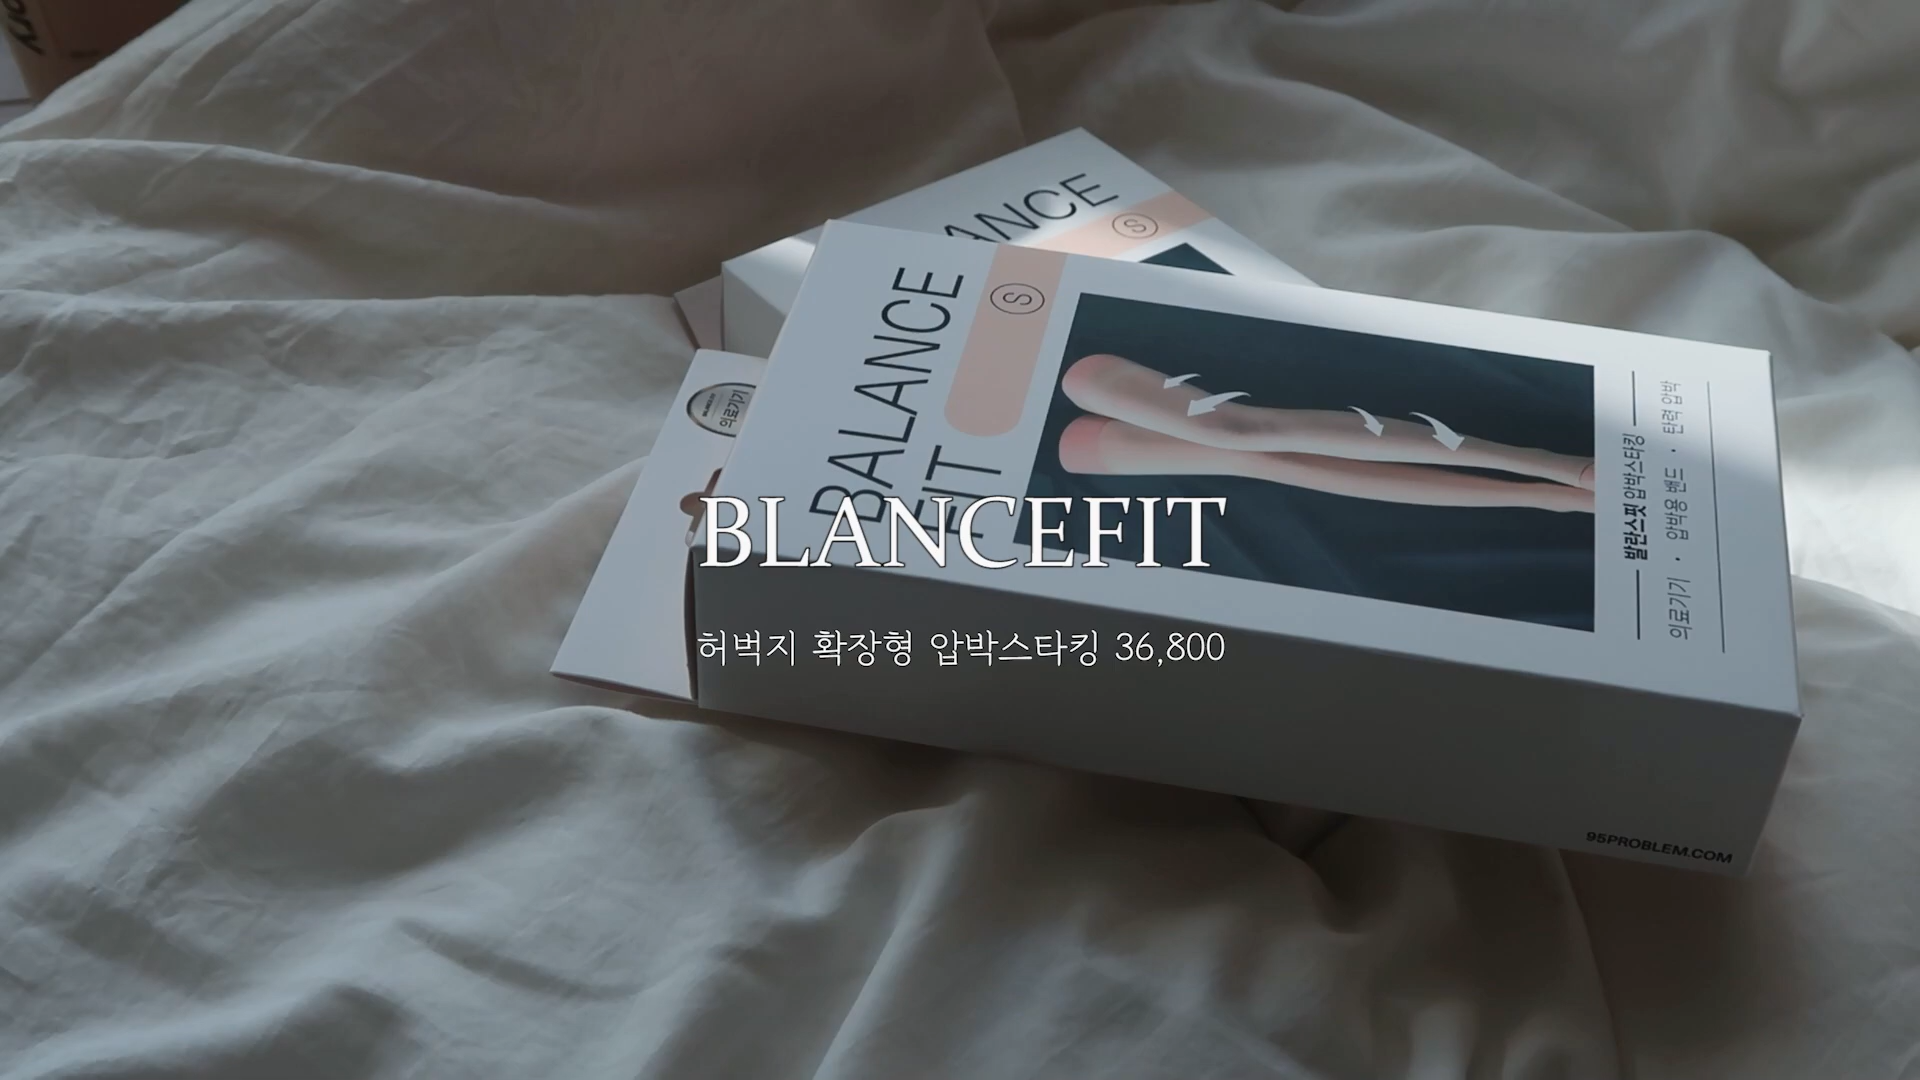 ANCE
S
BALANCE
FIT
S
의료기기
BLANCEFIT
허벅지 확장형 압박스타킹 36,800
발란스핏 압박스타킹
의료기기 · 압박용 밴드 · 탄력 압박
95PROBLEM.COM